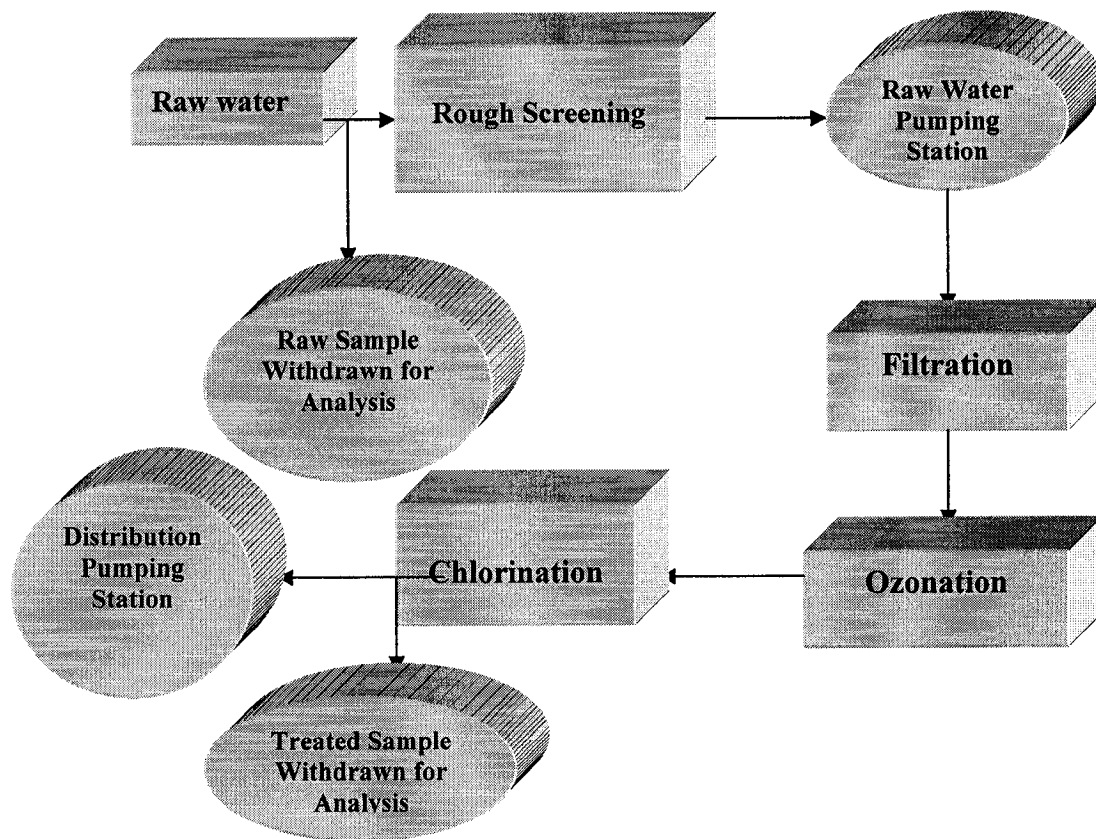 Raw water
Rough Screening
Raw Water
Pumping
Station
Raw Sample
Withdrawn for
Analysis
Filtration
Distribution
Pumping
Station
Chlorination
Ozonation
Treated Sample
Withdrawn for
Analysis